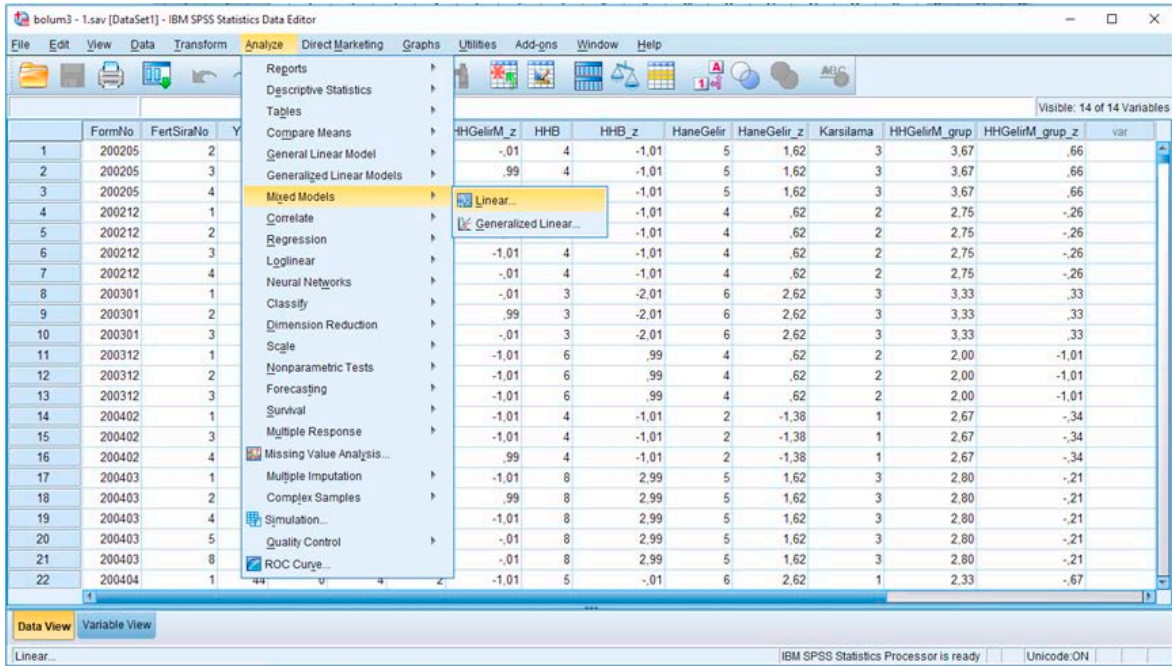 bolum3 - 1.sav [DataSet1] - IBM SPSS Statistics Data Editor
File Edit View Data Transform Analyze Direct Marketing Graphs Utilities Add-ons Window Help
Visible: 14 of 14 Variables
Reports
Descriptive Statistics
Tables
Compare Means
General Linear Model
Generalized Linear Models
Mixed Models
Correlate
Regression
Loglinear
Neural Networks
Classify
Dimension Reduction
Scale
Nonparametric Tests
Forecasting
Survival
Multiple Response
Missing Value Analysis...
Multiple Imputation
Complex Samples
Simulation...
Quality Control
ROC Curve...
Linear...
Generalized Linear...
FormNo FertSiraNo Y HHGelirM_z HHB HHB_z HaneGelir HaneGelir_z Karsilama HHGelirM_grup HHGelirM_grup_z var
1 200205 2 -,01 4 -1,01 5 1,62 3 3,67 ,66
2 200205 3 ,99 4 -1,01 5 1,62 3 3,67 ,66
3 200205 4 -1,01 5 1,62 3 3,67 ,66
4 200212 1 -1,01 4 ,62 2 2,75 -,26
5 200212 2 -1,01 4 ,62 2 2,75 -,26
6 200212 3 -1,01 4 -1,01 4 ,62 2 2,75 -,26
7 200212 4 -,01 4 -1,01 4 ,62 2 2,75 -,26
8 200301 1 -,01 3 -2,01 6 2,62 3 3,33 ,33
9 200301 2 ,99 3 -2,01 6 2,62 3 3,33 ,33
10 200301 3 -,01 3 -2,01 6 2,62 3 3,33 ,33
11 200312 1 -1,01 6 ,99 4 ,62 2 2,00 -1,01
12 200312 2 -1,01 6 ,99 4 ,62 2 2,00 -1,01
13 200312 3 -1,01 6 ,99 4 ,62 2 2,00 -1,01
14 200402 1 -1,01 4 -1,01 2 -1,38 1 2,67 -,34
15 200402 3 -1,01 4 -1,01 2 -1,38 1 2,67 -,34
16 200402 4 ,99 4 -1,01 2 -1,38 1 2,67 -,34
17 200403 1 -1,01 8 2,99 5 1,62 3 2,80 -,21
18 200403 2 ,99 8 2,99 5 1,62 3 2,80 -,21
19 200403 4 -1,01 8 2,99 5 1,62 3 2,80 -,21
20 200403 5 -,01 8 2,99 5 1,62 3 2,80 -,21
21 200403 8 -,01 8 2,99 5 1,62 3 2,80 -,21
22 200404 1 44 0 4 2 -1,01 5 -,01 6 2,62 1 2,33 -,67
Data View Variable View
Linear... IBM SPSS Statistics Processor is ready Unicode:ON